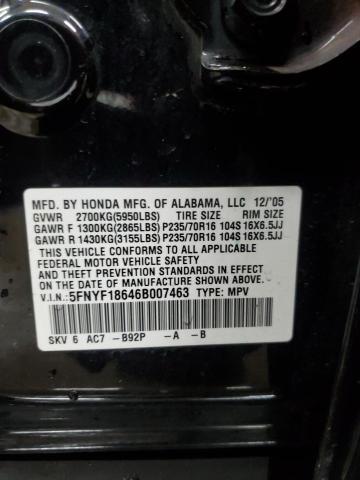 MFD. BY HONDA MFG. OF ALABAMA, LLC 12/'05
GVWR 2700KG(5950LBS) TIRE SIZE RIM SIZE
GAWR F 1300KG(2865LBS)P235/70R16 104S 16X6.5JJ
GAWR R 1430KG(3155LBS)P235/70R16 104S 16X6.5JJ
THIS VEHICLE CONFORMS TO ALL APPLICABLE
FEDERAL MOTOR VEHICLE SAFETY STANDARDS
IN EFFECT ON THE DATE OF MANUFACTURE SHOWN ABOVE.
V.I.N.: 5FNYF18646B007463 TYPE: MPV
SKV 6 AC7 -B92P -A -B